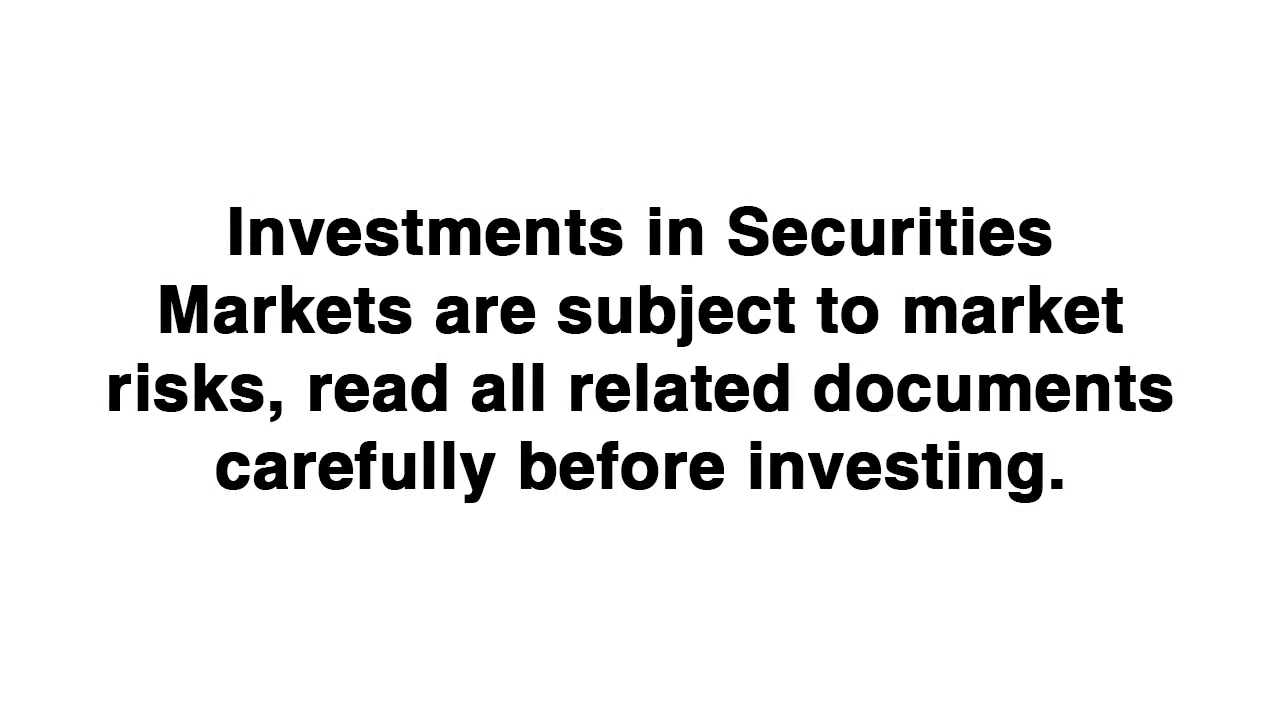 Investments in Securities
Markets are subject to market
risks, read all related documents
carefully before investing.